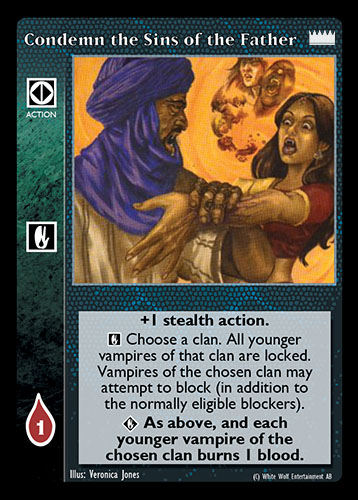 Condemn the Sins of the Father
ACTION
+1 stealth action.
Choose a clan. All younger
vampires of that clan are locked.
Vampires of the chosen clan may
attempt to block (in addition to
the normally eligible blockers).
As above, and each
younger vampire of the
chosen clan burns 1 blood.
1
Illus: Veronica Jones
(C) White Wolf Entertainment AB